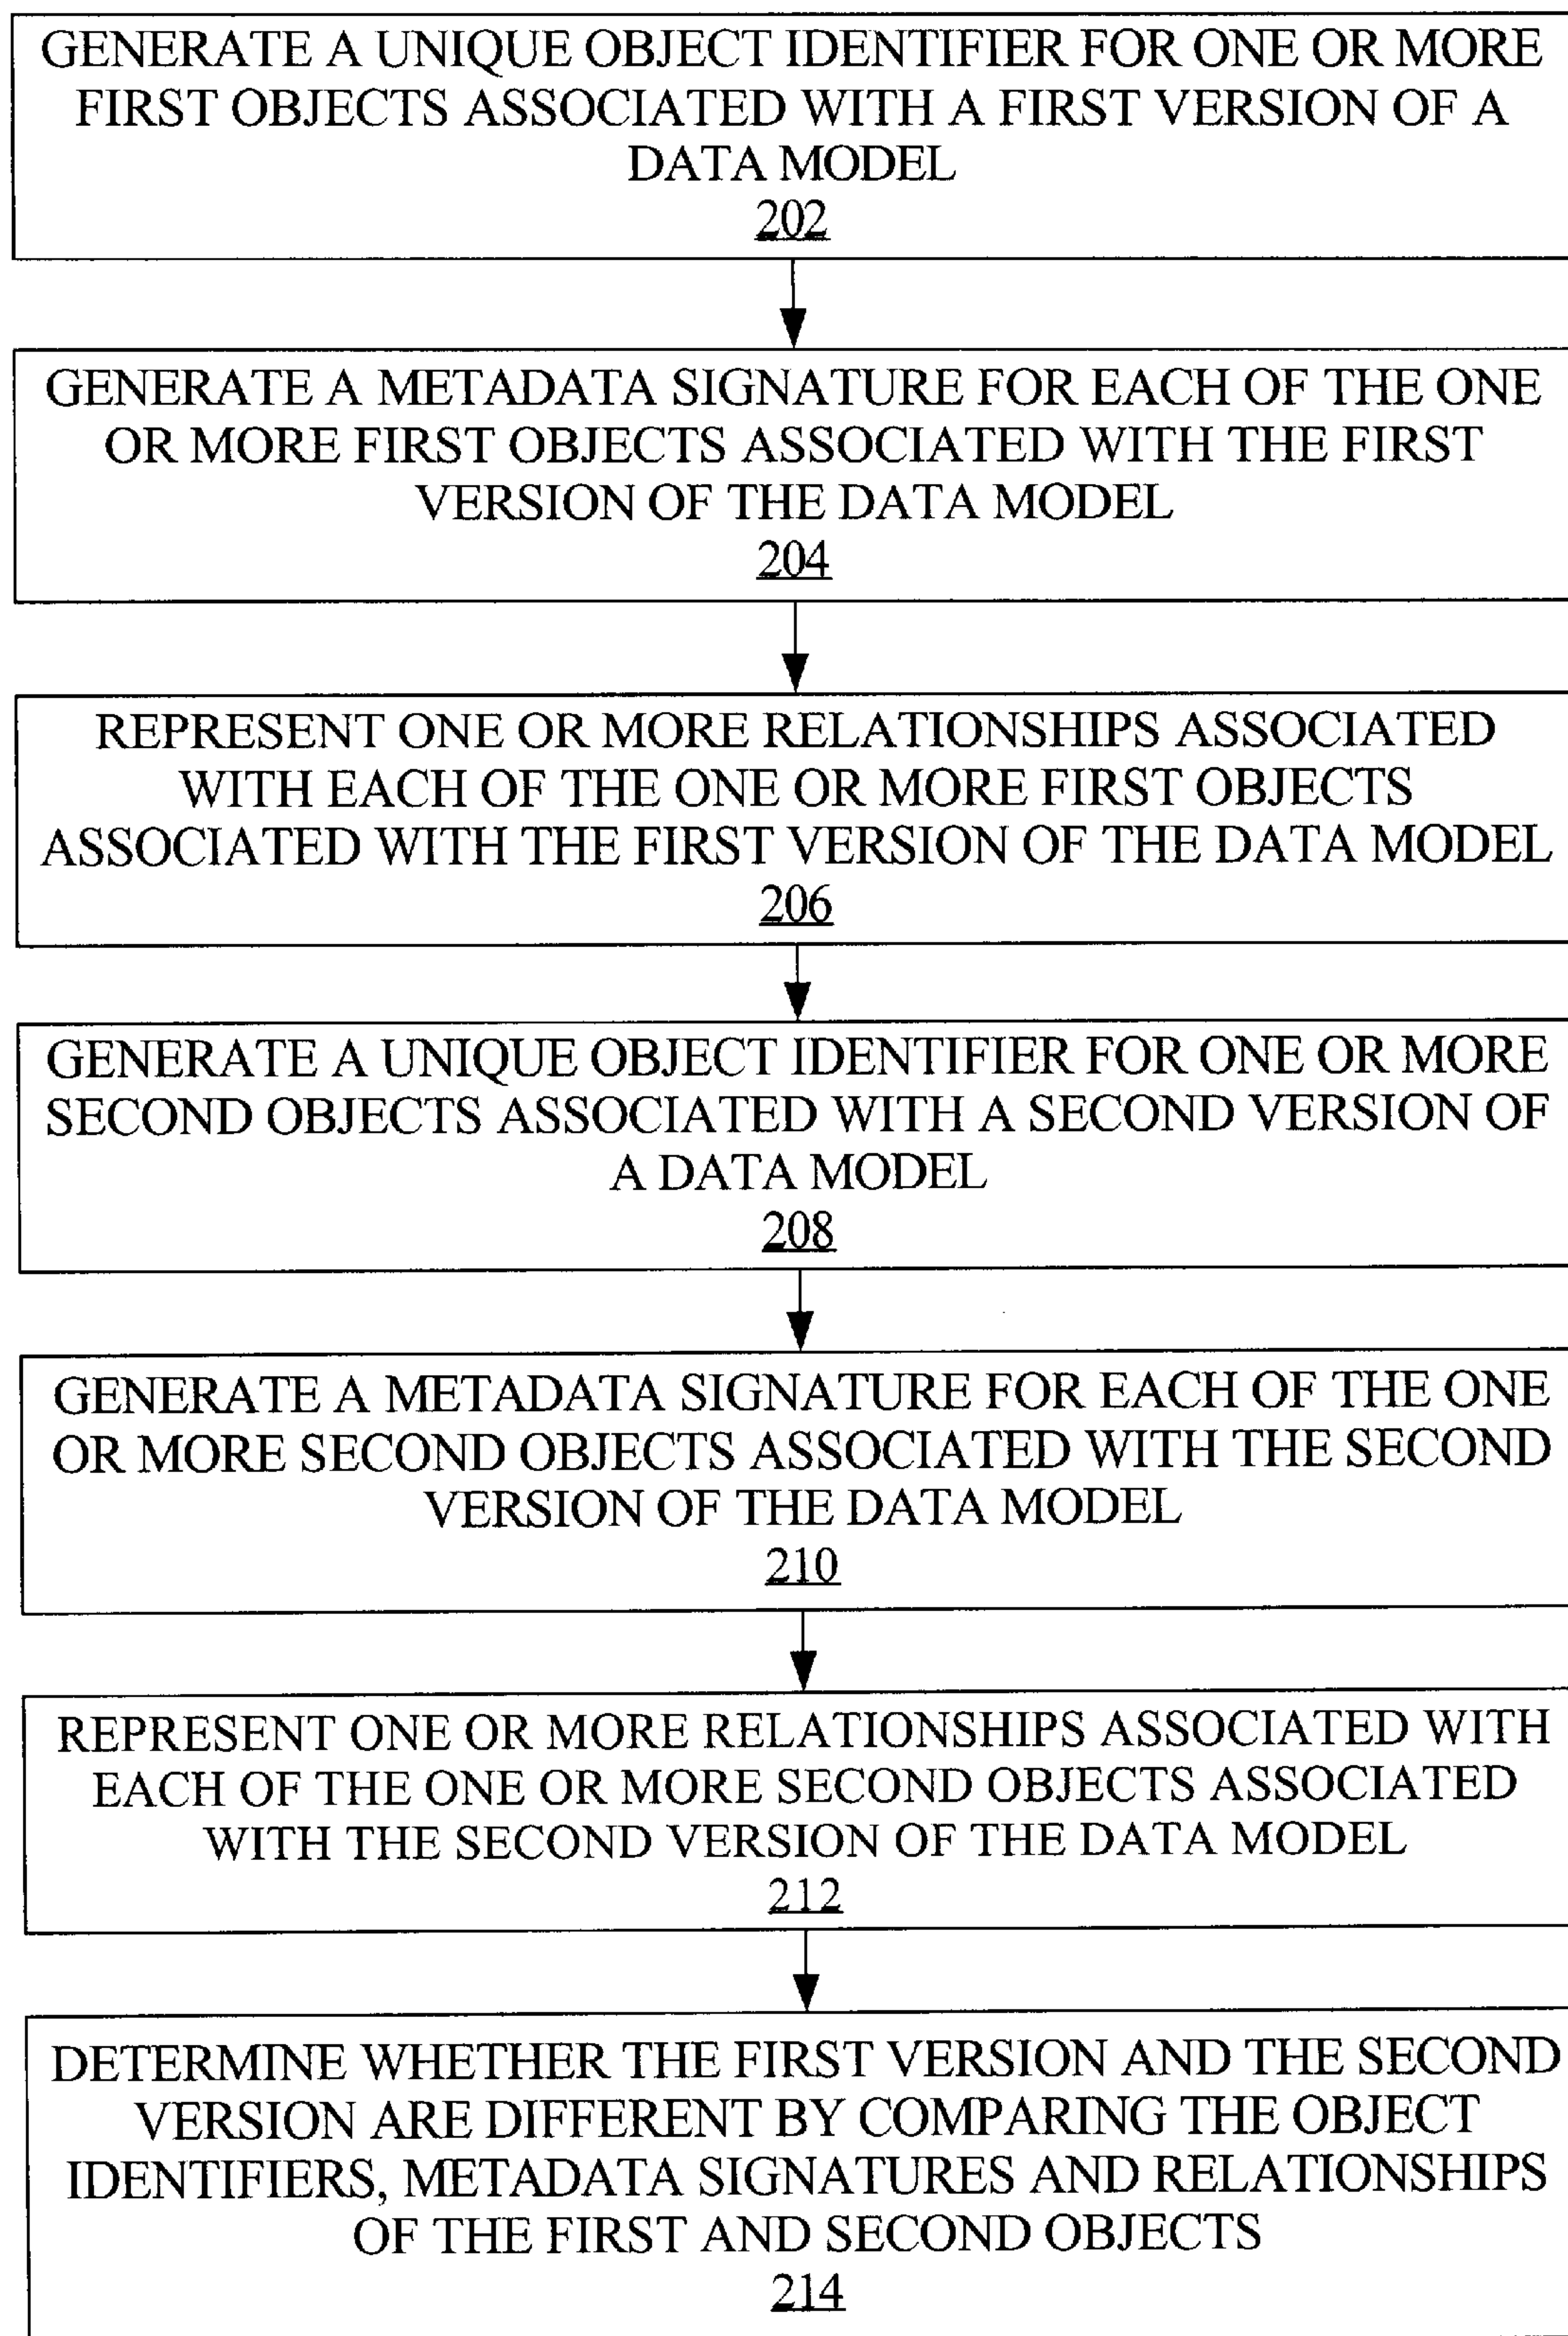 GENERATE A UNIQUE OBJECT IDENTIFIER FOR ONE OR MORE
FIRST OBJECTS ASSOCIATED WITH A FIRST VERSION OF A
DATA MODEL
202
GENERATE A METADATA SIGNATURE FOR EACH OF THE ONE
OR MORE FIRST OBJECTS ASSOCIATED WITH THE FIRST
VERSION OF THE DATA MODEL
204
REPRESENT ONE OR MORE RELATIONSHIPS ASSOCIATED
WITH EACH OF THE ONE OR MORE FIRST OBJECTS
ASSOCIATED WITH THE FIRST VERSION OF THE DATA MODEL
206
GENERATE A UNIQUE OBJECT IDENTIFIER FOR ONE OR MORE
SECOND OBJECTS ASSOCIATED WITH A SECOND VERSION OF
A DATA MODEL
208
GENERATE A METADATA SIGNATURE FOR EACH OF THE ONE
OR MORE SECOND OBJECTS ASSOCIATED WITH THE SECOND
VERSION OF THE DATA MODEL
210
REPRESENT ONE OR MORE RELATIONSHIPS ASSOCIATED WITH
EACH OF THE ONE OR MORE SECOND OBJECTS ASSOCIATED
WITH THE SECOND VERSION OF THE DATA MODEL
212
DETERMINE WHETHER THE FIRST VERSION AND THE SECOND
VERSION ARE DIFFERENT BY COMPARING THE OBJECT
IDENTIFIERS, METADATA SIGNATURES AND RELATIONSHIPS
OF THE FIRST AND SECOND OBJECTS
214